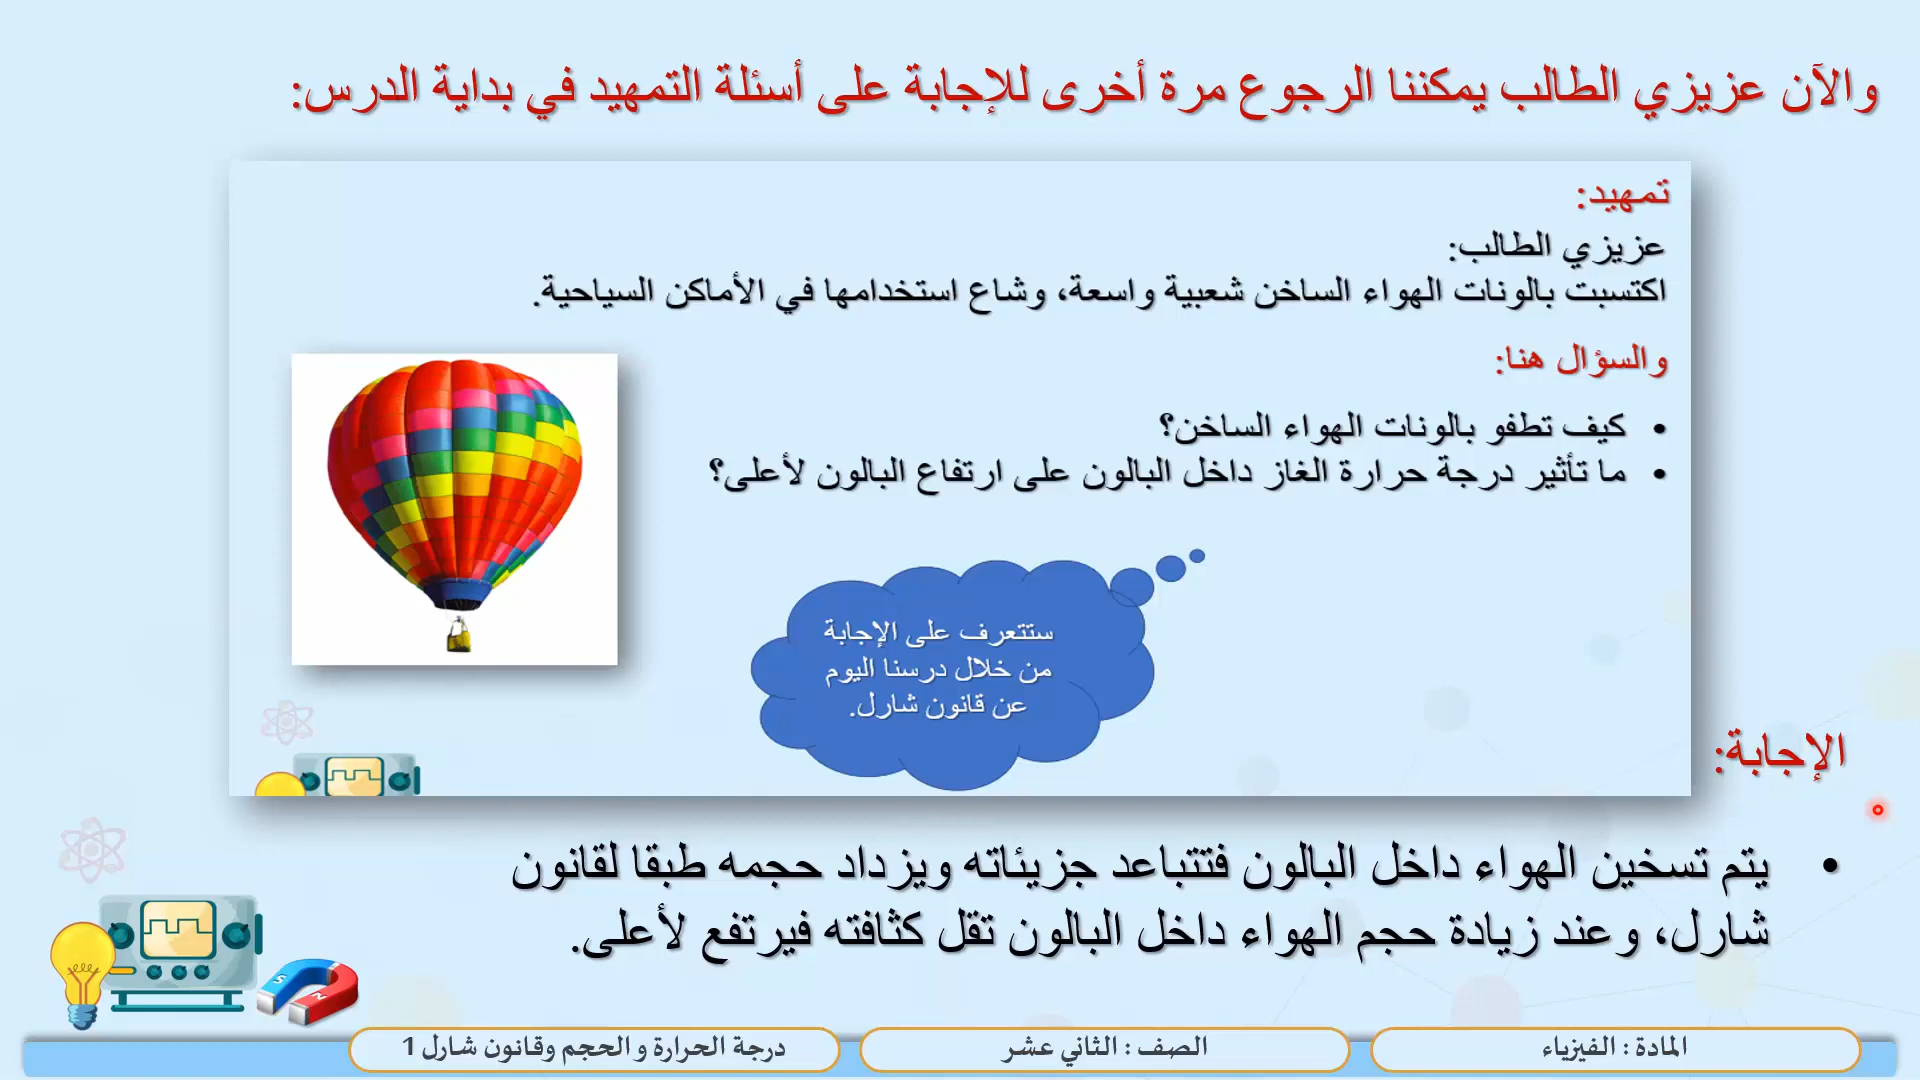 والآن عزيزي الطالب يمكننا الرجوع مرة أخرى للإجابة على أسئلة التمهيد في بداية الدرس:
تمهيد:
عزيزي الطالب:
اكتسبت بالونات الهواء الساخن شعبية واسعة، وشاع استخدامها في الأماكن السياحية.
والسؤال هنا:
• كيف تطفو بالونات الهواء الساخن؟
• ما تأثير درجة حرارة الغاز داخل البالون على ارتفاع البالون لأعلى؟
ستتعرف على الإجابة
من خلال درسنا اليوم
عن قانون شارل.
الإجابة:
• يتم تسخين الهواء داخل البالون فتتباعد جزيئاته ويزداد حجمه طبقا لقانون
شارل، وعند زيادة حجم الهواء داخل البالون تقل كثافته فيرتفع لأعلى.
S
N
المادة : الفيزياء
الصف : الثاني عشر
درجة الحرارة و الحجم وقانون شارل 1